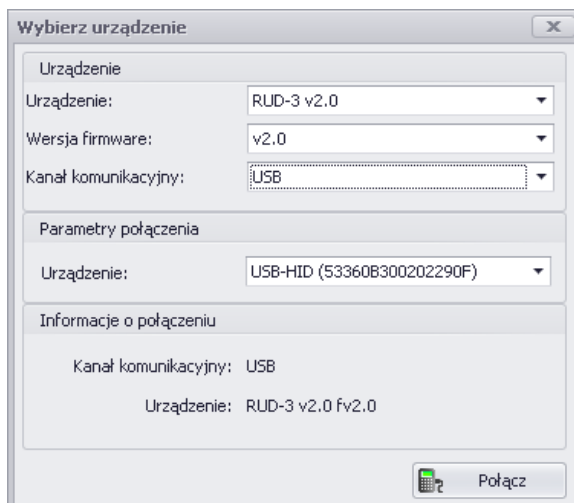 Wybierz urządzenie
Urządzenie
Urządzenie: RUD-3 v2.0
Wersja firmware: v2.0
Kanał komunikacyjny: USB
Parametry połączenia
Urządzenie: USB-HID (53360B300202290F)
Informacje o połączeniu
Kanał komunikacyjny: USB
Urządzenie: RUD-3 v2.0 fv2.0
Połącz